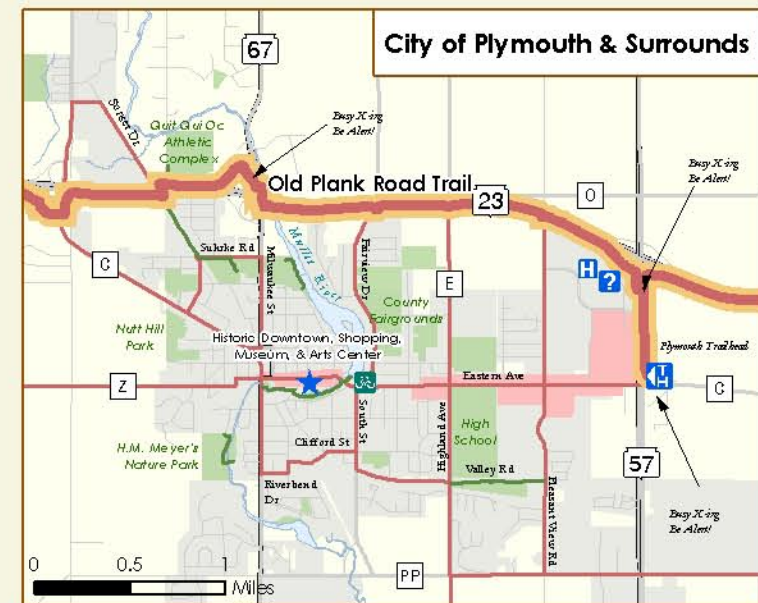 City of Plymouth & Surrounds
67
Sunset Dr
Quit Qui Oc
Athletic
Complex
Busy X-ing
Be Alert!
Old Plank Road Trail
23
O
Busy X-ing
Be Alert!
C
Suhrke Rd
Milwaukee St
Mullet River
Fairview Dr
E
H
?
County
Fairgrounds
Nutt Hill
Park
Historic Downtown, Shopping,
Museum, & Arts Center
Plymouth Trailhead
Z
Eastern Ave
T
H
C
H.M. Meyer's
Nature Park
Clifford St
South St
Highland Ave
High
School
Valley Rd
57
Riverbend
Dr
Pleasant View Rd
Busy X-ing
Be Alert!
PP
0 0.5 1
Miles